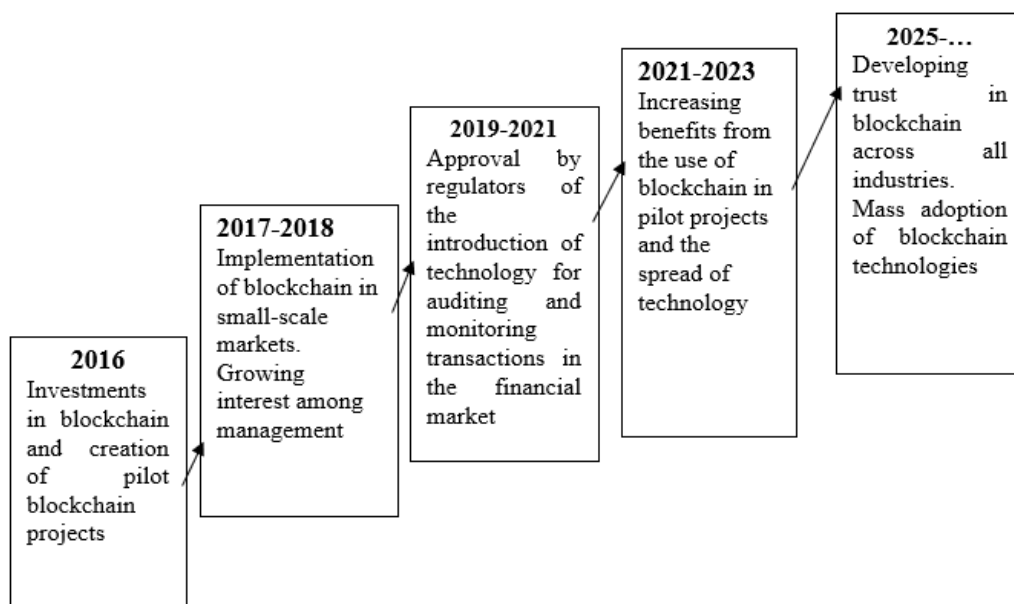 2016
Investments
in blockchain
and creation
of pilot
blockchain
projects
2017-2018
Implementation
of blockchain in
small-scale
markets.
Growing
interest among
management
2019-2021
Approval by
regulators of
the
introduction of
technology for
auditing and
monitoring
transactions in
the financial
market
2021-2023
Increasing
benefits from
the use of
blockchain in
pilot projects
and the
spread of
technology
2025-...
Developing
trust in
blockchain
across all
industries.
Mass adoption
of blockchain
technologies